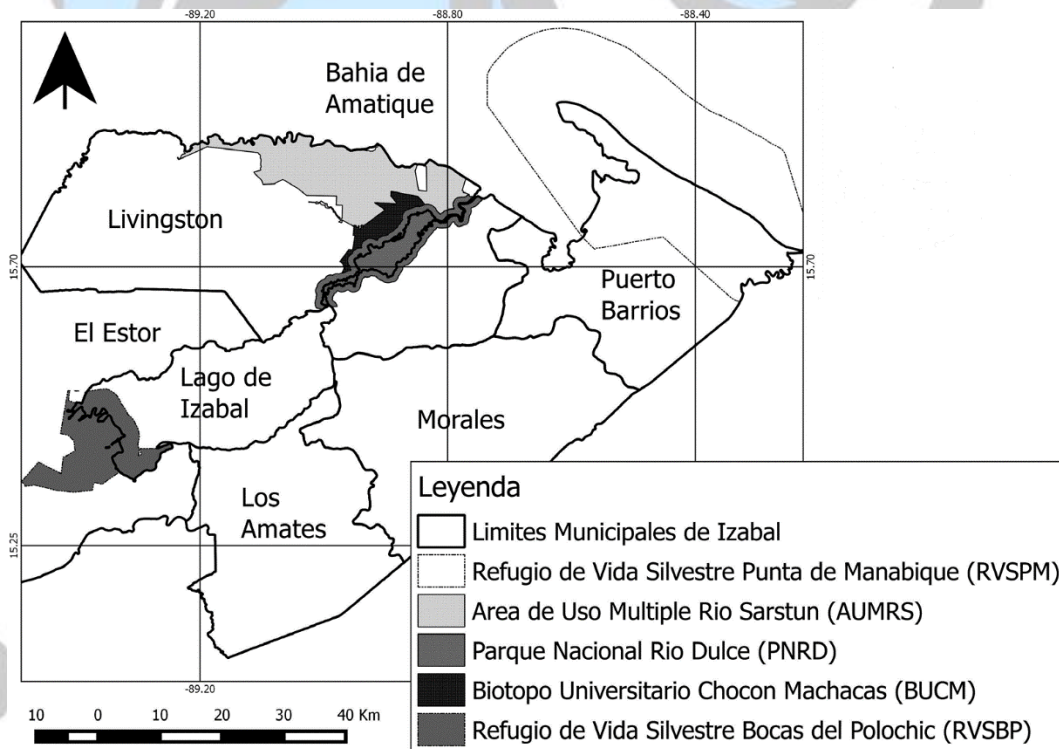 -89.20
-88.80
-88.40
Bahia de
Amatique
Livingston
15.70
15.70
Puerto
Barrios
El Estor
Lago de
Izabal
Morales
Los
Amates
15.25
-89.20
Leyenda
Limites Municipales de Izabal
Refugio de Vida Silvestre Punta de Manabique (RVSPM)
Area de Uso Multiple Rio Sarstun (AUMRS)
Parque Nacional Rio Dulce (PNRD)
Biotopo Universitario Chocon Machacas (BUCM)
Refugio de Vida Silvestre Bocas del Polochic (RVSBP)
10 0 10 20 30 40 Km